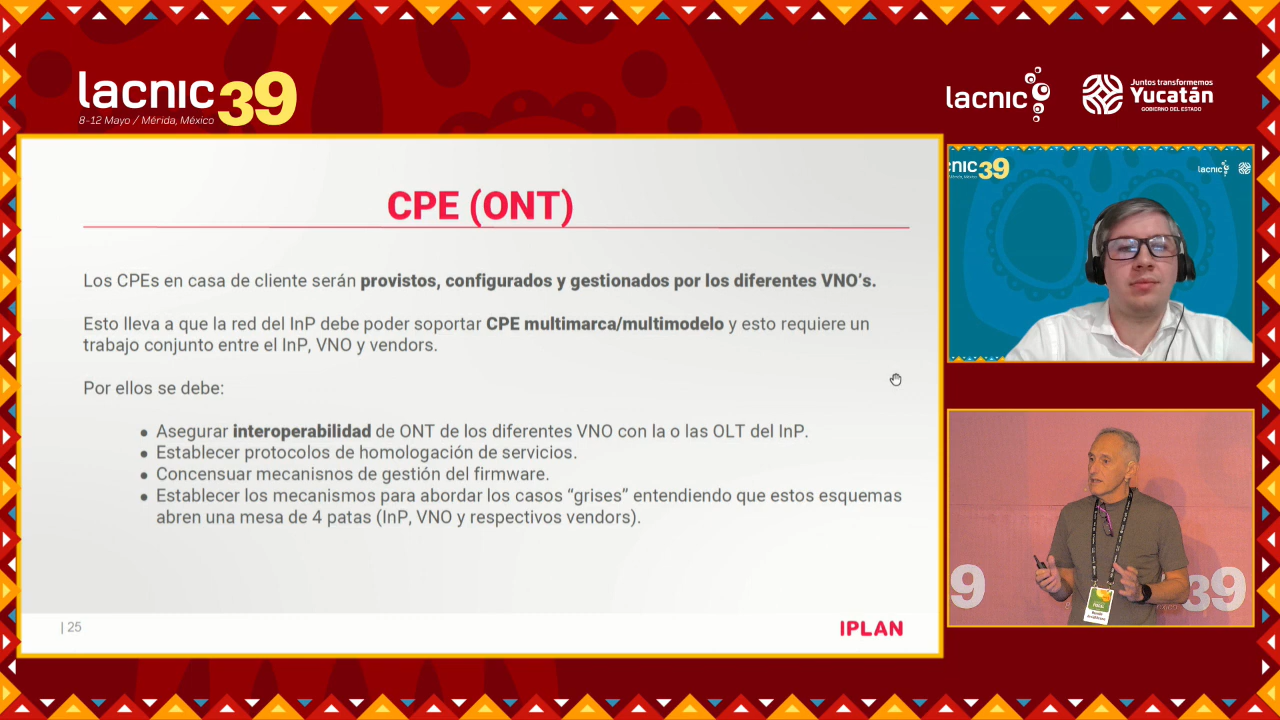 lacnic 39
8-12 Mayo / Mérida, México
lacnic
Juntos transformemos
Yucatán
GOBIERNO DEL ESTADO
CPE (ONT)
Los CPEs en casa de cliente serán provistos, configurados y gestionados por los diferentes VNO's.
Esto lleva a que la red del InP debe poder soportar CPE multimarca/multimodelo y esto requiere un
trabajo conjunto entre el InP, VNO y vendors.
Por ellos se debe:
● Asegurar interoperabilidad de ONT de los diferentes VNO con la o las OLT del InP.
● Establecer protocolos de homologación de servicios.
● Concensuar mecanisnos de gestión del firmware.
● Establecer los mecanismos para abordar los casos “grises” entendiendo que estos esquemas
abren una mesa de 4 patas (InP, VNO y respectivos vendors).
| 25
IPLAN
cnic 39
lacnic
9
39